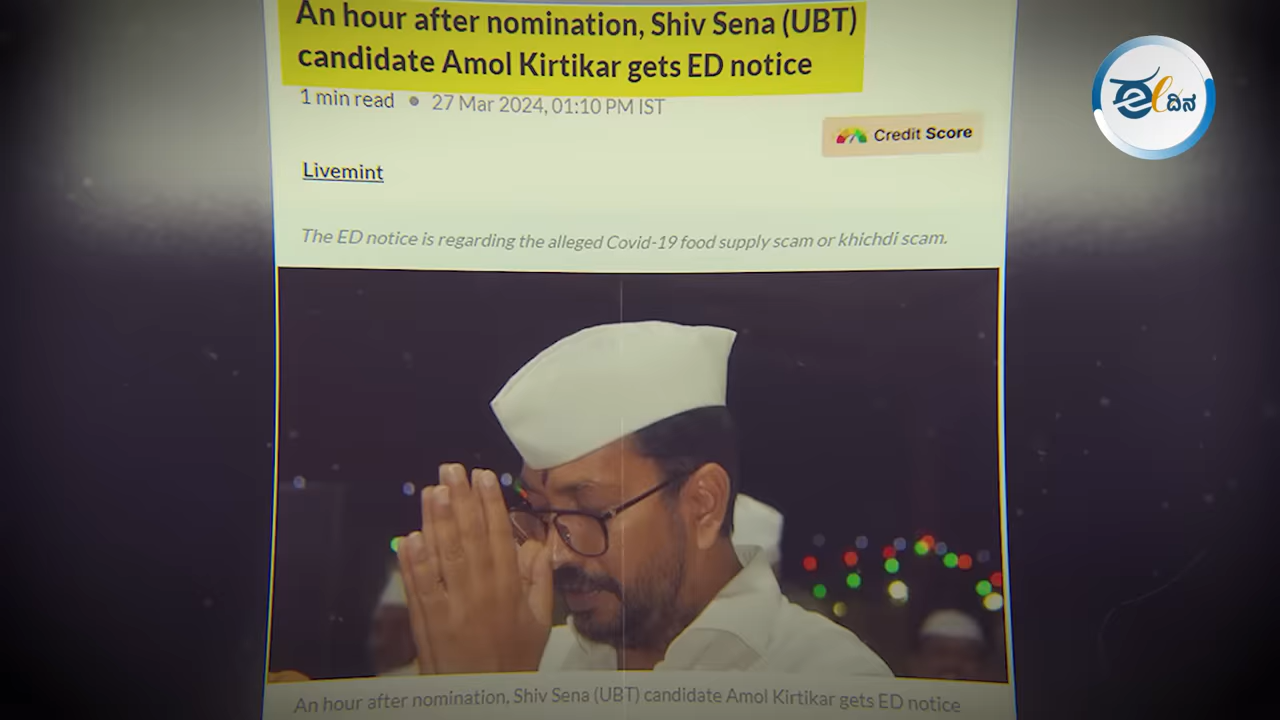 An hour after nomination, Shiv Sena (UBT)
candidate Amol Kirtikar gets ED notice
1 min read • 27 Mar 2024, 01:10 PM IST
Credit Score
Livemint
The ED notice is regarding the alleged Covid-19 food supply scam or khichdi scam.
An hour after nomination, Shiv Sena (UBT) candidate Amol Kirtikar gets ED notice
ಈದಿನ